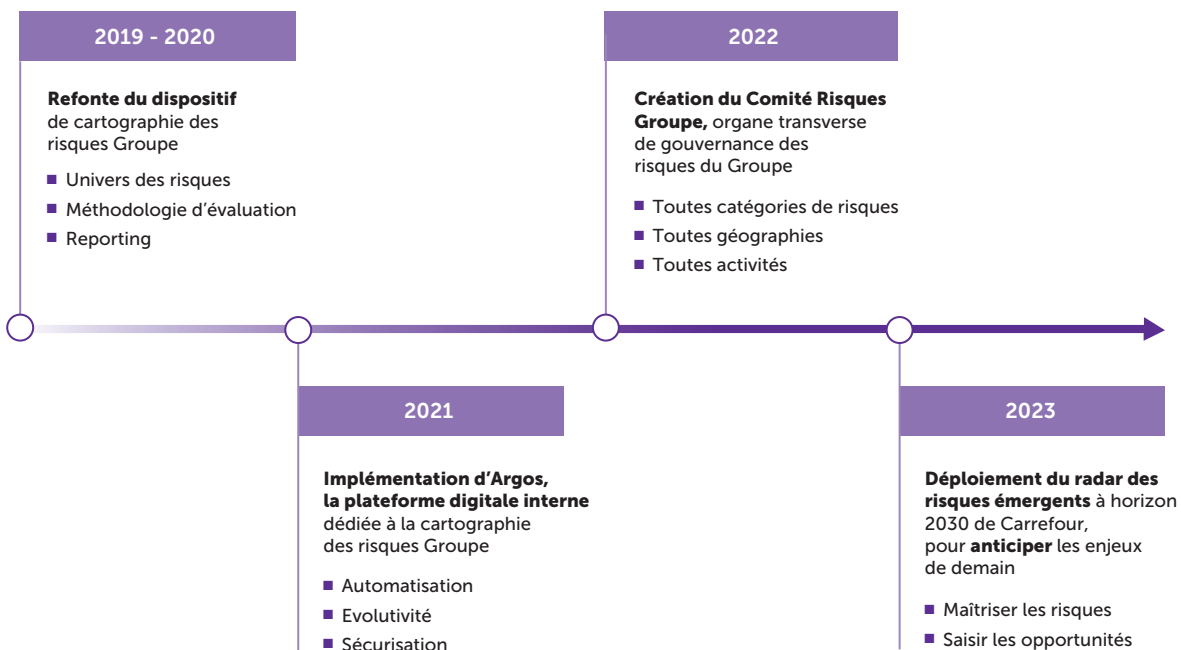 2019 - 2020
Refonte du dispositif
de cartographie des
risques Groupe
■ Univers des risques
■ Méthodologie d'évaluation
■ Reporting
2021
Implémentation d'Argos,
la plateforme digitale interne
dédiée à la cartographie
des risques Groupe
■ Automatisation
■ Evolutivité
■ Sécurisation
2022
Création du Comité Risques
Groupe, organe transverse
de gouvernance des
risques du Groupe
■ Toutes catégories de risques
■ Toutes géographies
■ Toutes activités
2023
Déploiement du radar des
risques émergents à horizon
2030 de Carrefour,
pour anticiper les enjeux
de demain
■ Maîtriser les risques
■ Saisir les opportunités